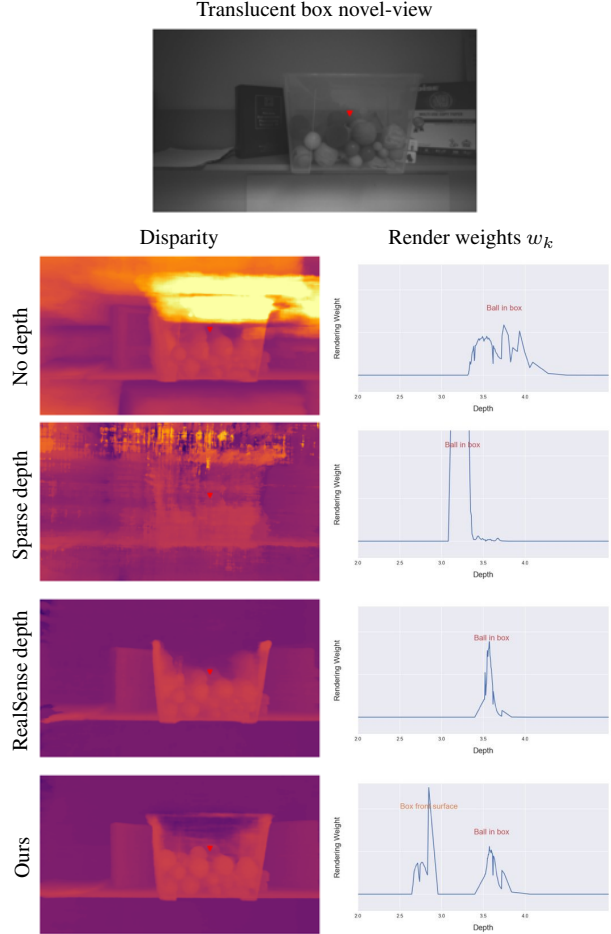 Translucent box novel-view
Disparity
Render weights w_k
No depth
Rendering Weight
Ball in box
2.0 2.5 3.0 3.5 4.0
Depth
Sparse depth
Rendering Weight
Ball in box
2.0 2.5 3.0 3.5 4.0
Depth
RealSense depth
Rendering Weight
Ball in box
2.0 2.5 3.0 3.5 4.0
Depth
Ours
Rendering Weight
Box front surface
Ball in box
2.0 2.5 3.0 3.5 4.0
Depth